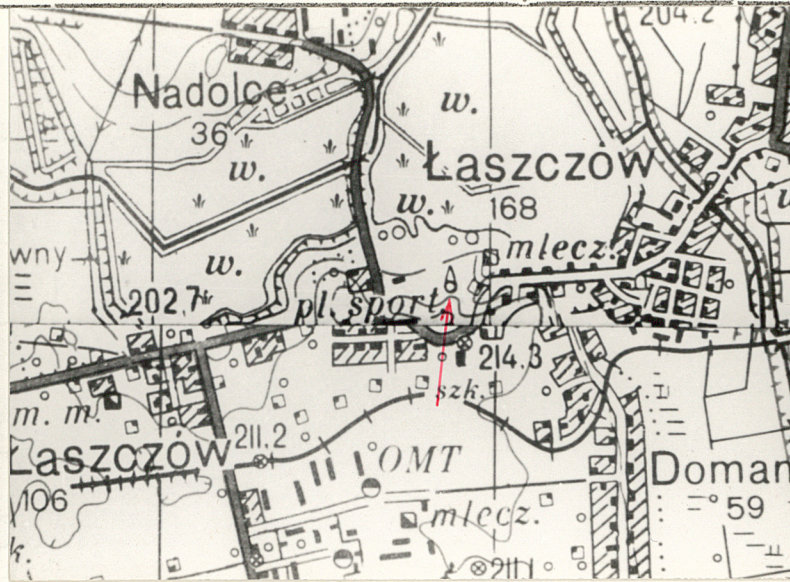 204.2
Nadolce
36
w.
w.
Łaszczów
w.
168
mlecz.
wny
w.
202,7
pl. sport.
214.3
szk.
m. m.
211.2
Łaszczów
OMT
Doman
106
59
mlecz.
k.
211.1